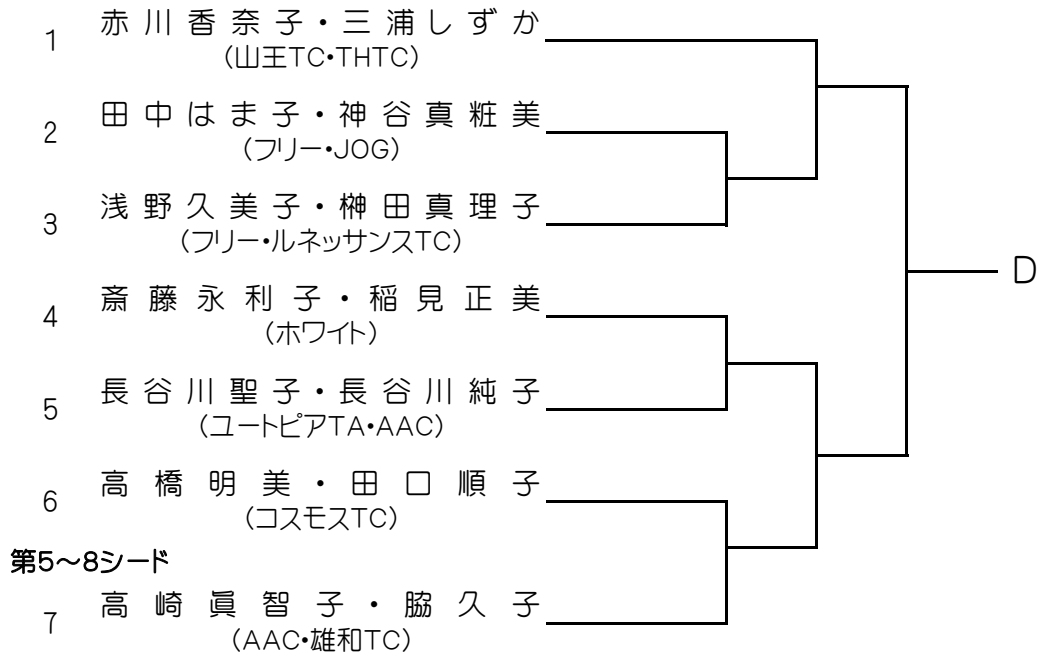 1 赤川香奈子・三浦しずか
(山王TC・THTC)
2 田中はま子・神谷真粧美
(フリー・JOG)
3 浅野久美子・榊田真理子
(フリー・ルネッサンスTC)
4 斎藤永利子・稲見正美
(ホワイト)
5 長谷川聖子・長谷川純子
(ユートピアTA・AAC)
6 高橋明美・田口順子
(コスモスTC)
第5～8シード
7 高崎眞智子・脇久子
(AAC・雄和TC)
D